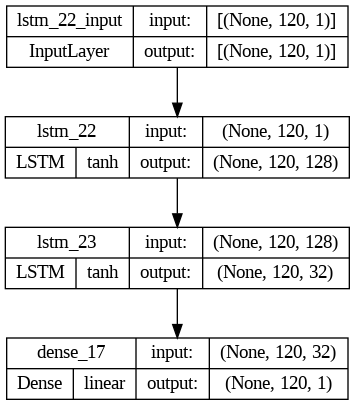 lstm_22_input input: [(None, 120, 1)]
InputLayer output: [(None, 120, 1)]
lstm_22 input: (None, 120, 1)
LSTM tanh output: (None, 120, 128)
lstm_23 input: (None, 120, 128)
LSTM tanh output: (None, 120, 32)
dense_17 input: (None, 120, 32)
Dense linear output: (None, 120, 1)